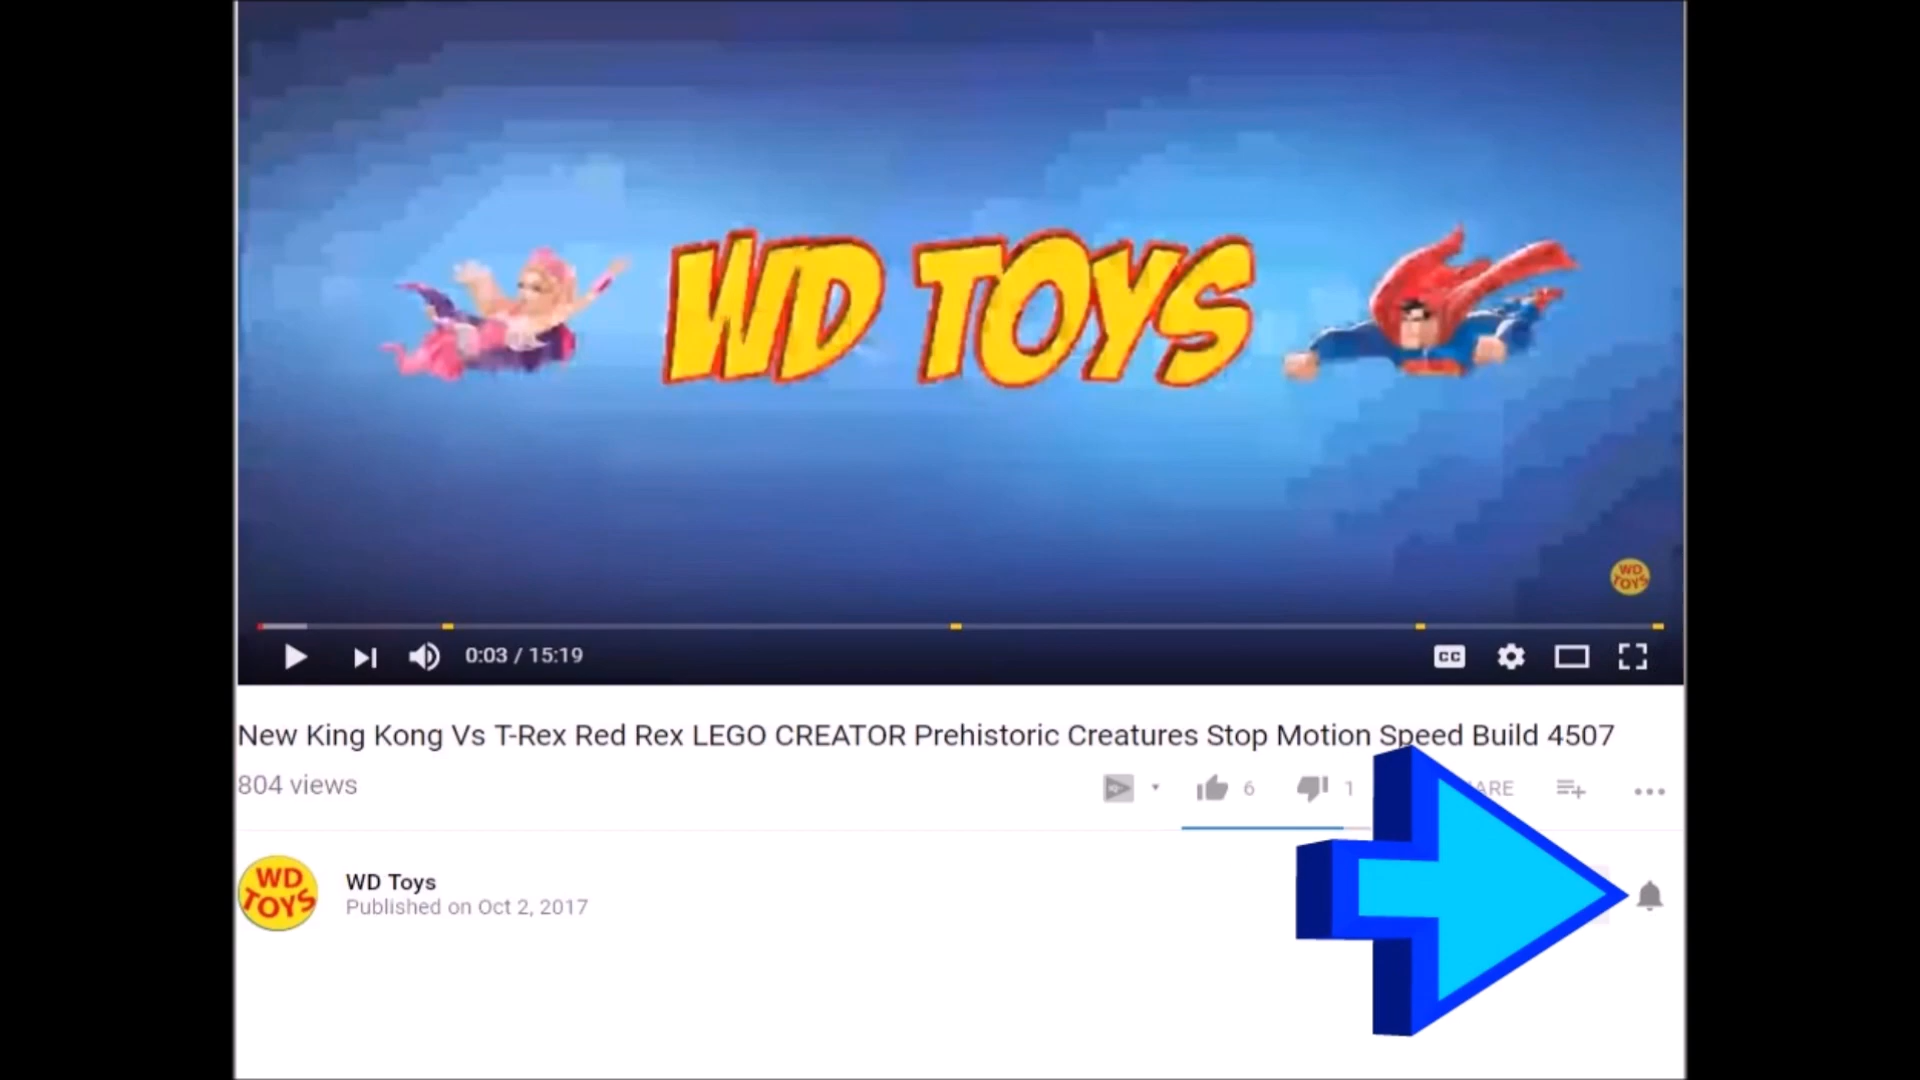 WD TOYS
WD
TOYS
0:03 / 15:19
CC
New King Kong Vs T-Rex Red Rex LEGO CREATOR Prehistoric Creatures Stop Motion Speed Build 4507
804 views
6
1
ARE
WD
TOYS
WD Toys
Published on Oct 2, 2017